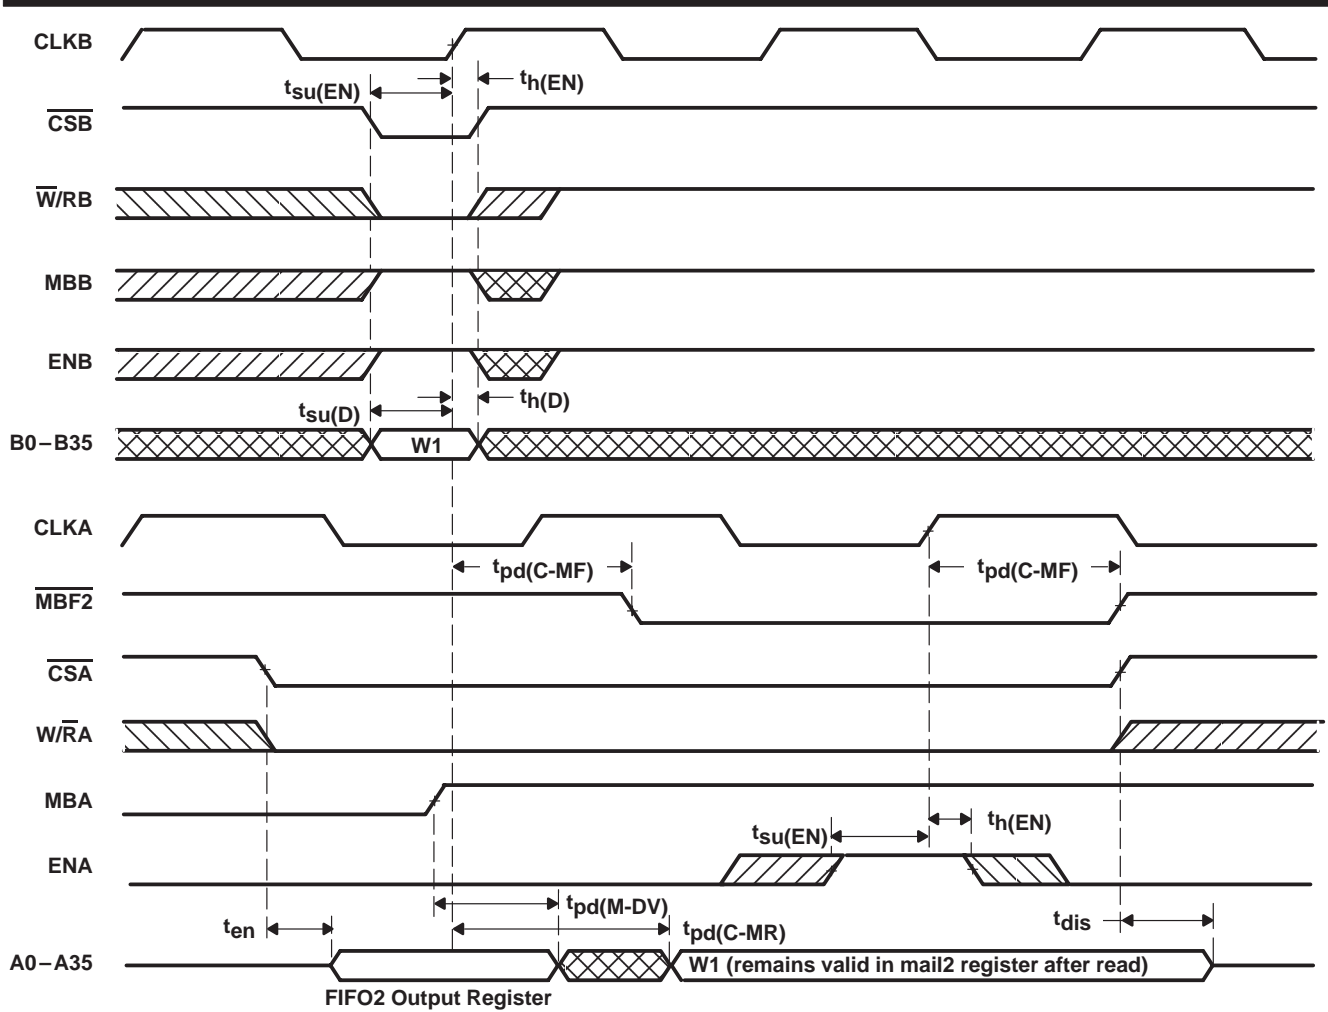 CLKB
tsu(EN)
th(EN)
CSB
W/RB
MBB
ENB
tsu(D)
th(D)
B0–B35
W1
CLKA
tpd(C-MF)
tpd(C-MF)
MBF2
CSA
W/RA
MBA
tsu(EN)
th(EN)
ENA
tpd(M-DV)
ten
tpd(C-MR)
tdis
A0–A35
W1 (remains valid in mail2 register after read)
FIFO2 Output Register